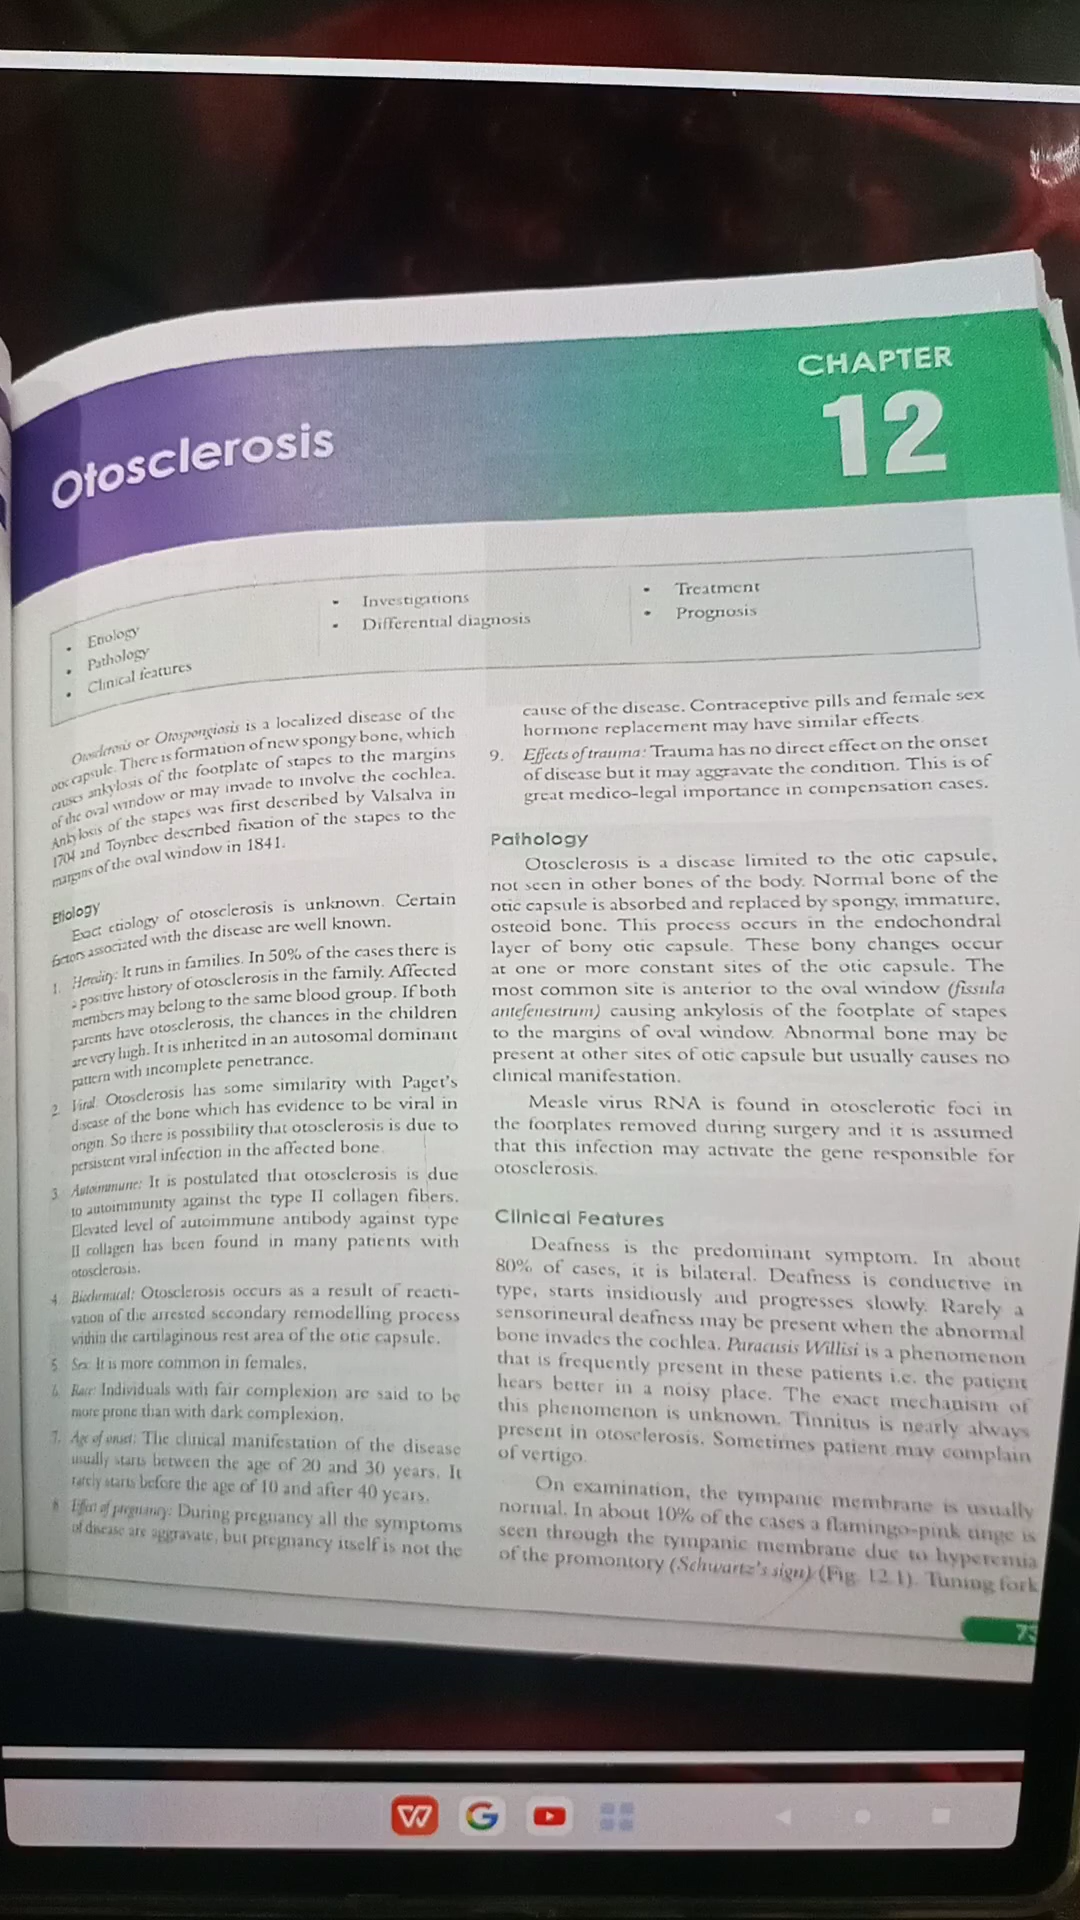 CHAPTER
12
Otosclerosis
• Etiology
• Pathology
• Clinical features
• Investigations
• Differential diagnosis
• Treatment
• Prognosis
Otosclerosis or Otospongiosis is a localized disease of the
otic capsule. There is formation of new spongy bone, which
causes ankylosis of the footplate of stapes to the margins
of the oval window or may invade to involve the cochlea.
Ankylosis of the stapes was first described by Valsalva in
1704 and Toynbee described fixation of the stapes to the
margins of the oval window in 1841.
Etiology
Exact etiology of otosclerosis is unknown. Certain
factors associated with the disease are well known.
1. Heredity: It runs in families. In 50% of the cases there is
a positive history of otosclerosis in the family. Affected
members may belong to the same blood group. If both
parents have otosclerosis, the chances in the children
are very high. It is inherited in an autosomal dominant
pattern with incomplete penetrance.
2. Viral: Otosclerosis has some similarity with Paget's
disease of the bone which has evidence to be viral in
origin. So there is possibility that otosclerosis is due to
persistent viral infection in the affected bone.
3. Autoimmune: It is postulated that otosclerosis is due
to autoimmunity against the type II collagen fibers.
Elevated level of autoimmune antibody against type
II collagen has been found in many patients with
otosclerosis.
4. Biochemical: Otosclerosis occurs as a result of reacti-
vation of the arrested secondary remodelling process
within the cartilaginous rest area of the otic capsule.
5. Sex: It is more common in females.
6. Race: Individuals with fair complexion are said to be
more prone than with dark complexion.
7. Age of onset: The clinical manifestation of the disease
usually starts between the age of 20 and 30 years. It
rarely starts before the age of 10 and after 40 years.
8. Effect of pregnancy: During pregnancy all the symptoms
of disease are aggravate, but pregnancy itself is not the
cause of the disease. Contraceptive pills and female sex
hormone replacement may have similar effects.
9. Effects of trauma: Trauma has no direct effect on the onset
of disease but it may aggravate the condition. This is of
great medico-legal importance in compensation cases.
Pathology
Otosclerosis is a disease limited to the otic capsule,
not seen in other bones of the body. Normal bone of the
otic capsule is absorbed and replaced by spongy, immature,
osteoid bone. This process occurs in the endochondral
layer of bony otic capsule. These bony changes occur
at one or more constant sites of the otic capsule. The
most common site is anterior to the oval window (fissula
antefenestrum) causing ankylosis of the footplate of stapes
to the margins of oval window. Abnormal bone may be
present at other sites of otic capsule but usually causes no
clinical manifestation.
Measle virus RNA is found in otosclerotic foci in
the footplates removed during surgery and it is assumed
that this infection may activate the gene responsible for
otosclerosis.
Clinical Features
Deafness is the predominant symptom. In about
80% of cases, it is bilateral. Deafness is conductive in
type, starts insidiously and progresses slowly. Rarely a
sensorineural deafness may be present when the abnormal
bone invades the cochlea. Paracusis Willisi is a phenomenon
that is frequently present in these patients i.e. the patient
hears better in a noisy place. The exact mechanism of
this phenomenon is unknown. Tinnitus is nearly always
present in otosclerosis. Sometimes patient may complain
of vertigo.
On examination, the tympanic membrane is usually
normal. In about 10% of the cases a flamingo-pink tinge is
seen through the tympanic membrane due to hyperemia
of the promontory (Schwartz's sign) (Fig. 12.1). Tuning fork